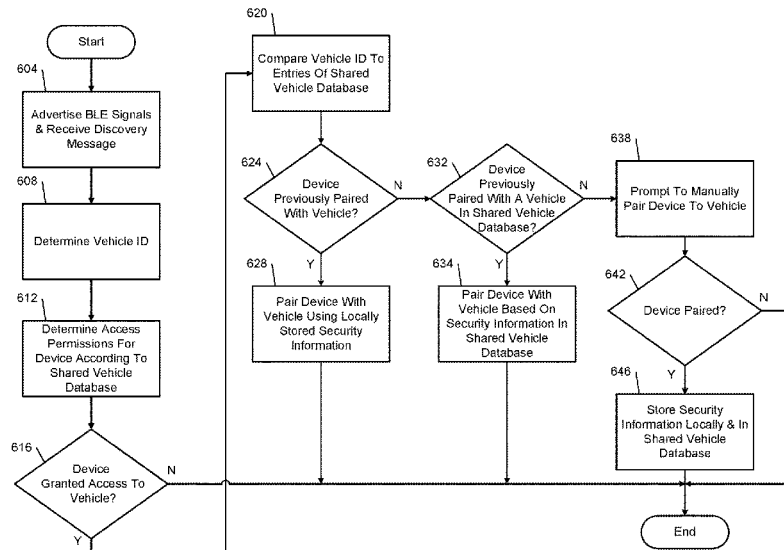 Start
604
Advertise BLE Signals
& Receive Discovery
Message
608
Determine Vehicle ID
612
Determine Access
Permissions For
Device According To
Shared Vehicle
Database
616
Device
Granted Access To
Vehicle?
N
Y
620
Compare Vehicle ID To
Entries Of Shared
Vehicle Database
624
Device
Previously Paired
With Vehicle?
N
Y
628
Pair Device With
Vehicle Using Locally
Stored Security
Information
632
Device
Previously
Paired With A Vehicle
In Shared Vehicle
Database?
N
Y
634
Pair Device With
Vehicle Based On
Security Information In
Shared Vehicle
Database
638
Prompt To Manually
Pair Device To Vehicle
642
Device Paired?
N
Y
646
Store Security
Information Locally & In
Shared Vehicle
Database
End